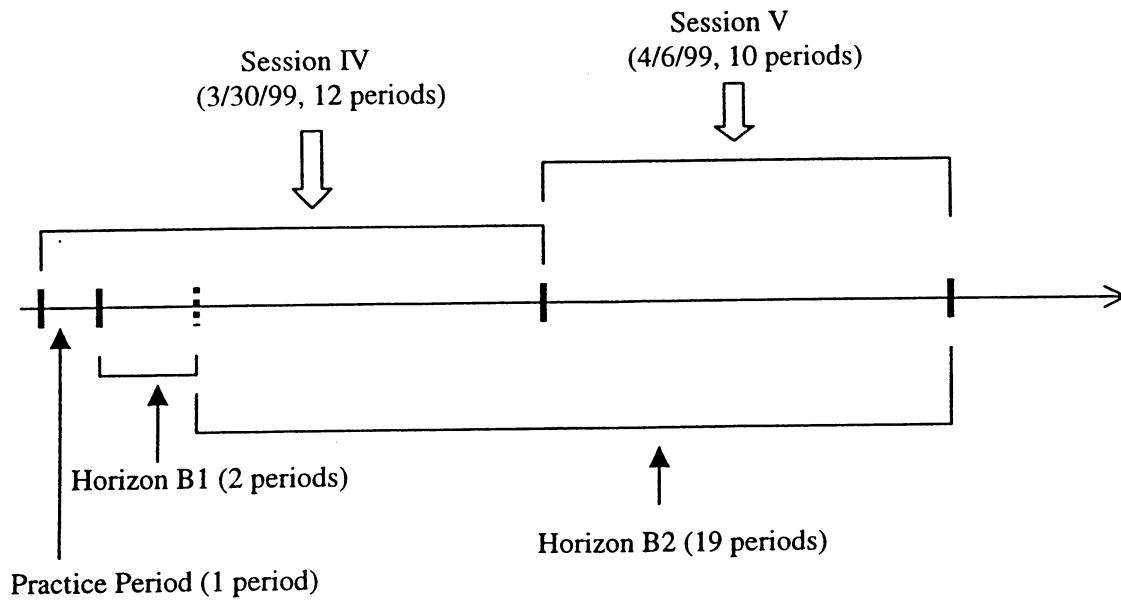 Session V
(4/6/99, 10 periods)
Session IV
(3/30/99, 12 periods)
Horizon B1 (2 periods)
Horizon B2 (19 periods)
Practice Period (1 period)